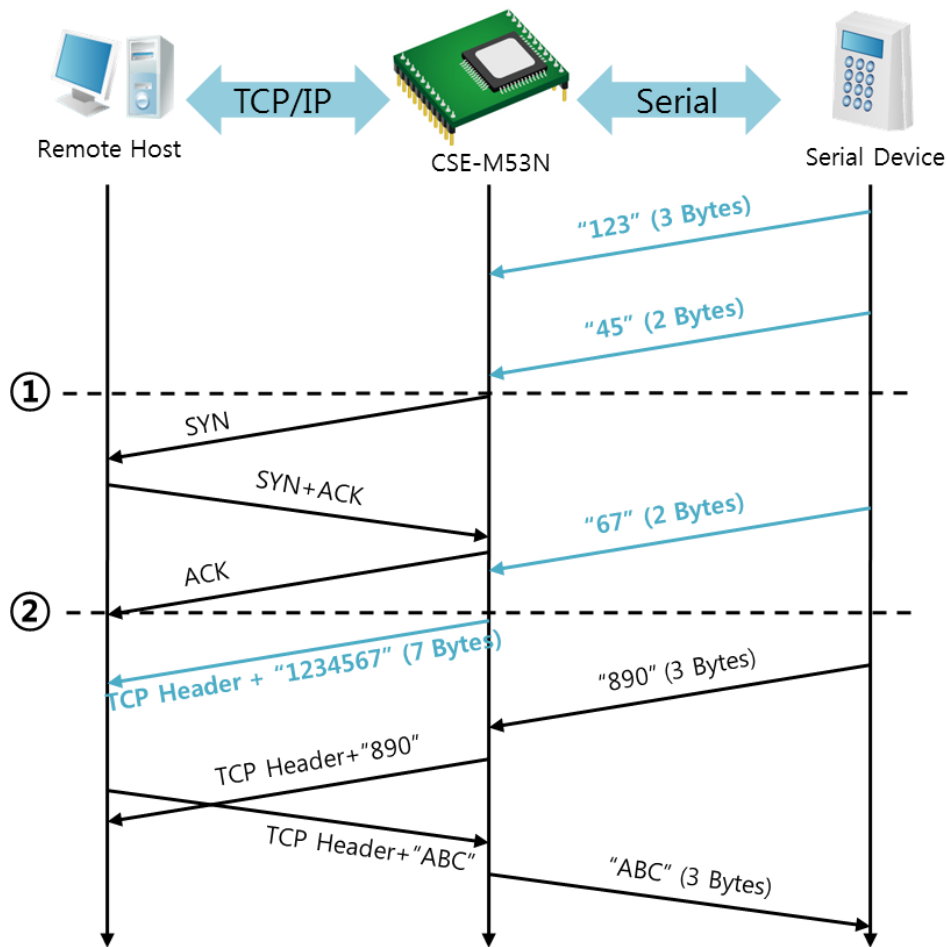 TCP/IP
Serial
Remote Host
CSE-M53N
Serial Device
“123” (3 Bytes)
“45” (2 Bytes)
①
SYN
SYN+ACK
“67” (2 Bytes)
ACK
②
TCP Header + “1234567” (7 Bytes)
“890” (3 Bytes)
TCP Header+“890”
TCP Header+“ABC”
“ABC” (3 Bytes)